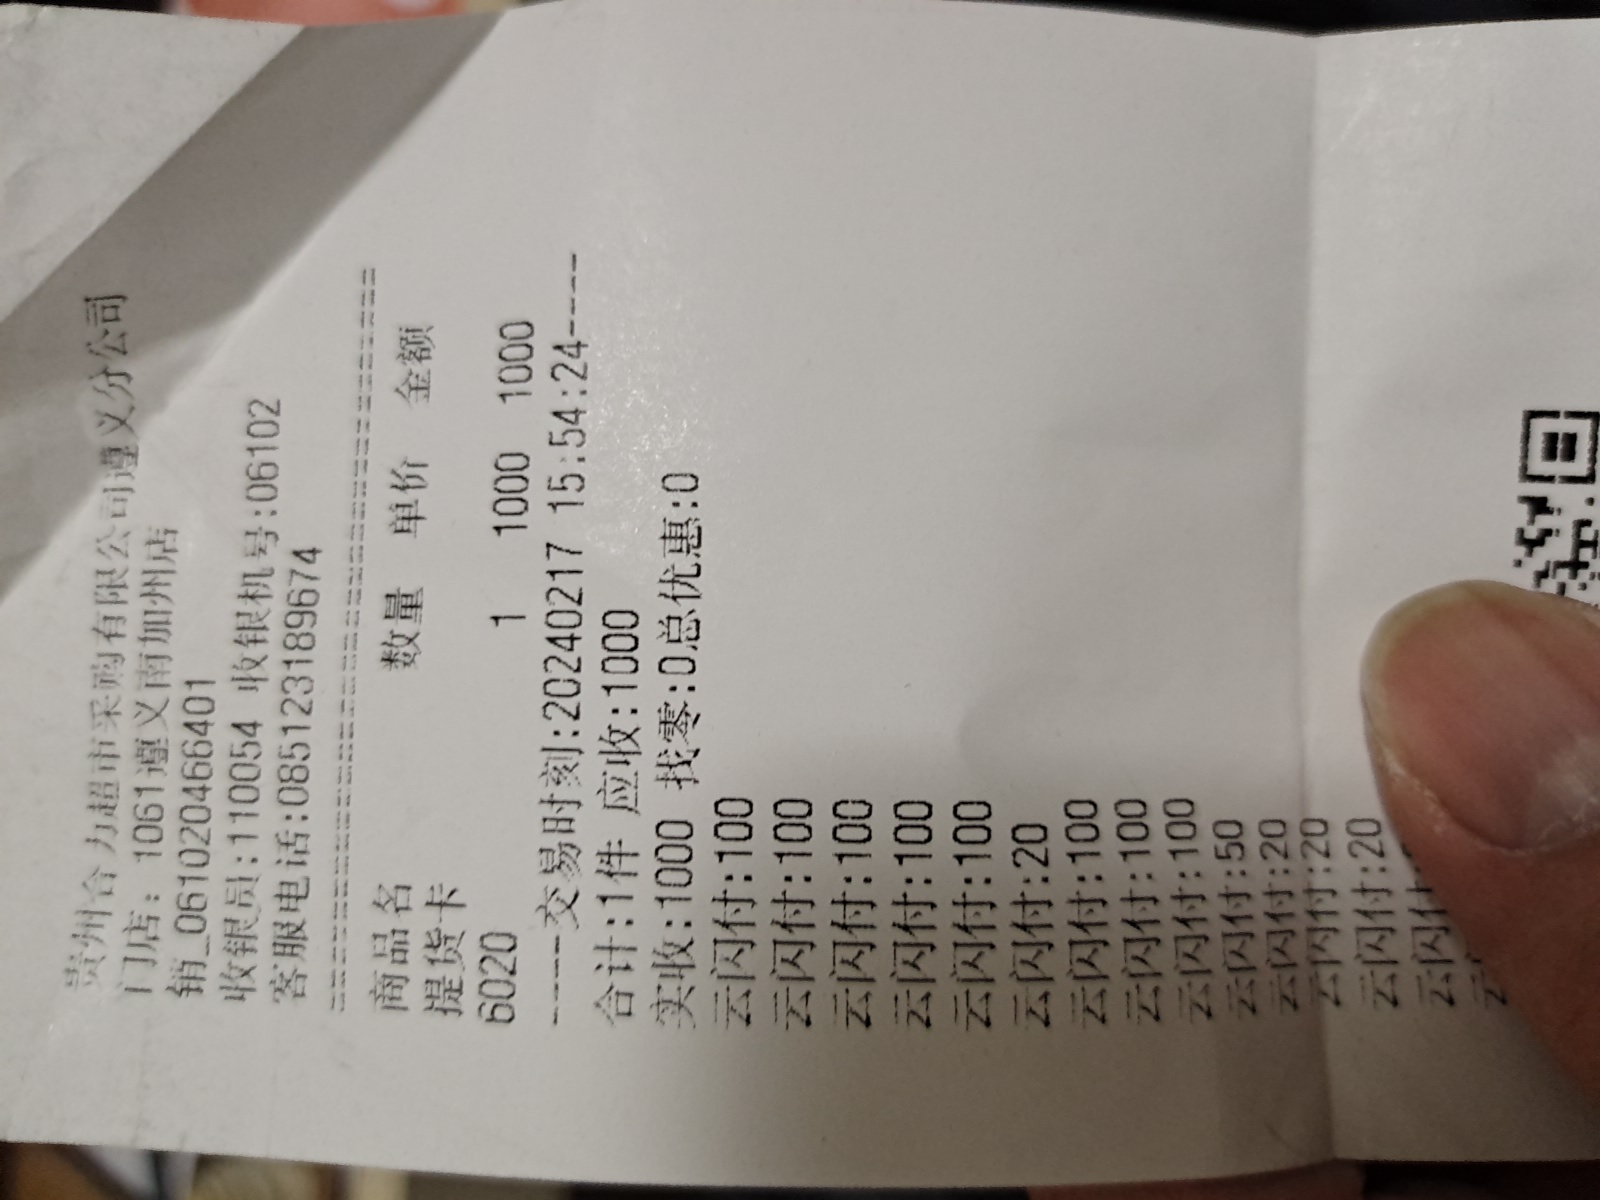 贵州合力超市采购有限公司遵义分公司
门店: 1061遵义南加州店
销_061020466401
收银员:110054 收银机号:06102
客服电话:085123189674
商品名 数量 单价 金额
提货卡
6020 1 1000 1000
-----交易时刻:20240217 15:54:24----
合计:1件 应收:1000
实收:1000 找零:0总优惠:0
云闪付:100
云闪付:100
云闪付:100
云闪付:100
云闪付:100
云闪付:20
云闪付:100
云闪付:100
云闪付:100
云闪付:50
云闪付:20
云闪付:20
云闪付:20
云闪付
云